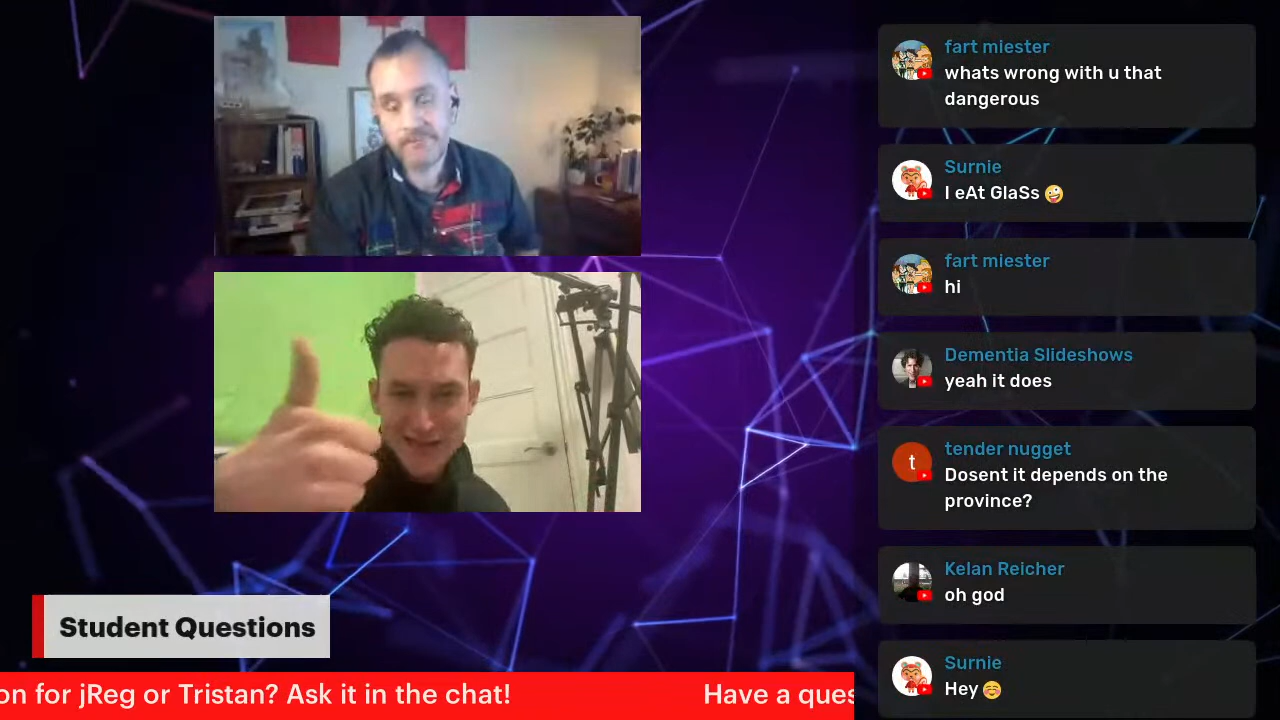 fart miester
whats wrong with u that
dangerous
Surnie
I eAt GlaSs 🤪
fart miester
hi
Dementia Slideshows
yeah it does
t
tender nugget
Dosent it depends on the
province?
Kelan Reicher
oh god
Surnie
Hey ☺️
Student Questions
on for jReg or Tristan? Ask it in the chat!
Have a ques